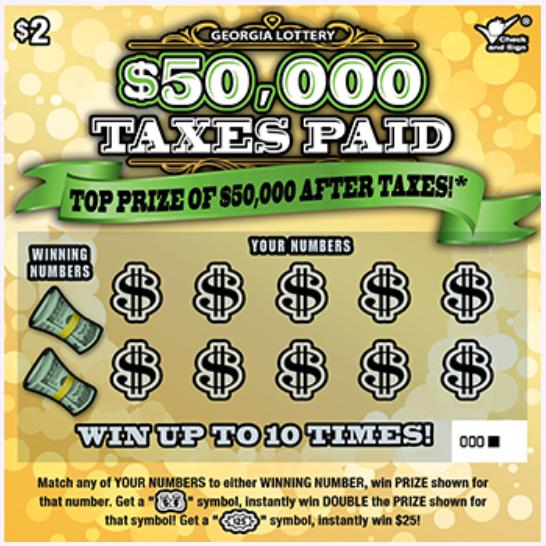 $2
GEORGIA LOTTERY
Check
and Sign
®
$50,000
TAXES PAID
TOP PRIZE OF $50,000 AFTER TAXES!*
WINNING
NUMBERS
YOUR NUMBERS
$ $ $ $ $
$ $ $ $ $
WIN UP TO 10 TIMES!
000
Match any of YOUR NUMBERS to either WINNING NUMBER, win PRIZE shown for
that number. Get a " " symbol, instantly win DOUBLE the PRIZE shown for
that symbol! Get a " " symbol, instantly win $25!